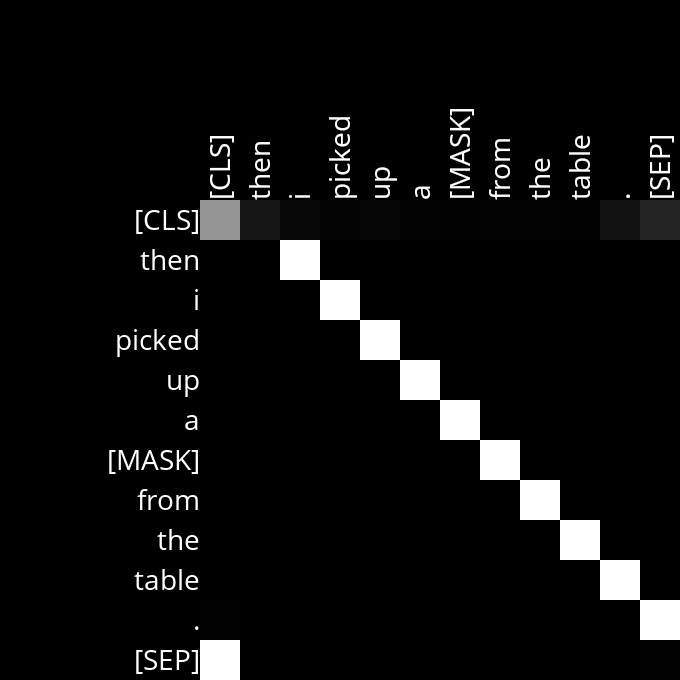 [CLS] then i picked up a [MASK] from the table . [SEP]
[CLS]
then
i
picked
up
a
[MASK]
from
the
table
.
[SEP]